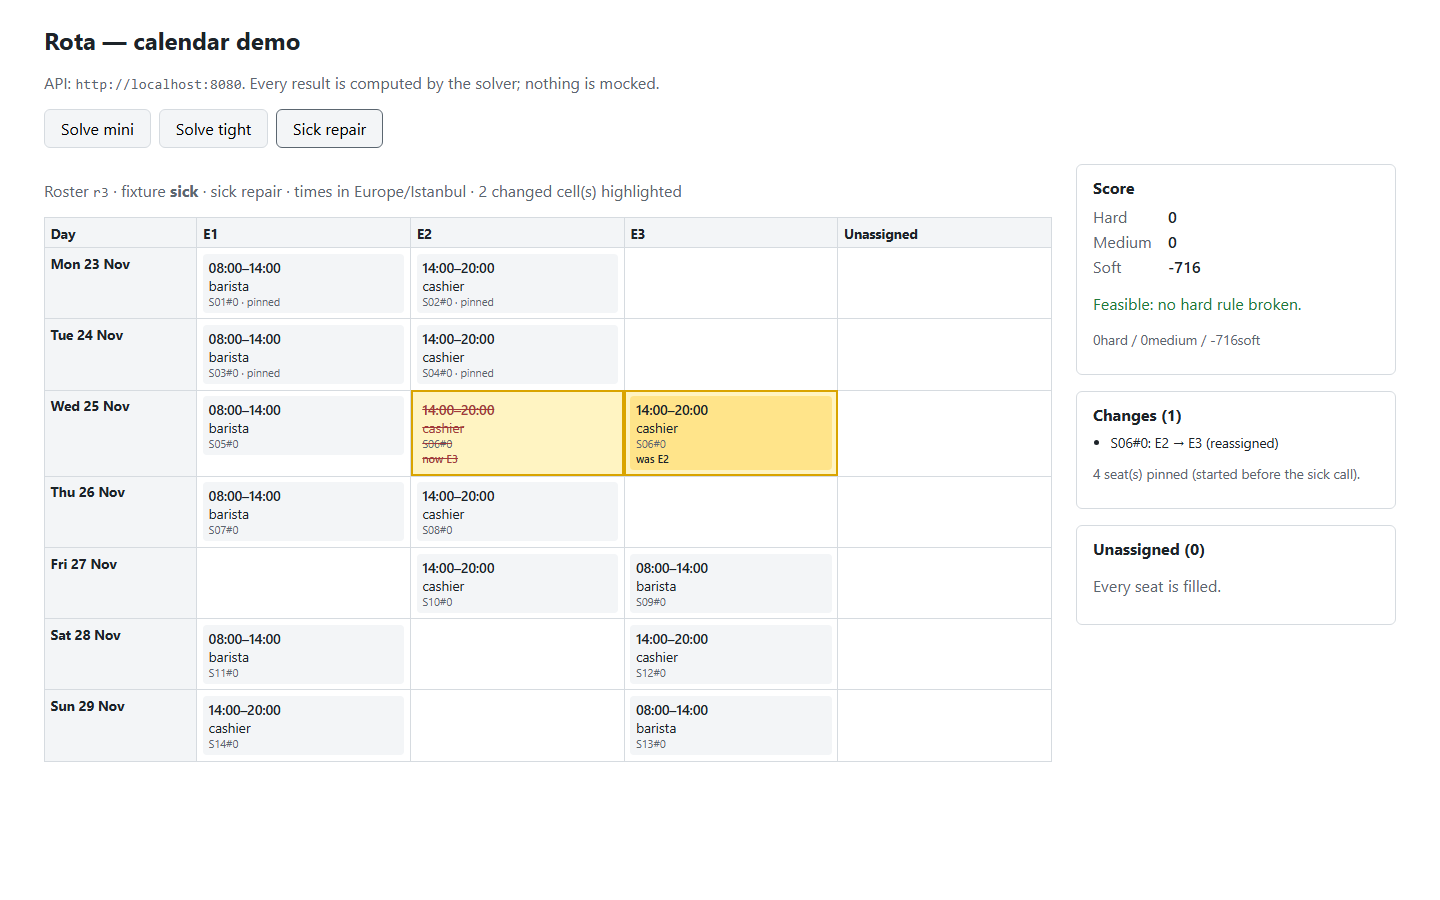 Rota — calendar demo
API: http://localhost:8080. Every result is computed by the solver; nothing is mocked.
Solve mini
Solve tight
Sick repair
Roster r3 · fixture sick · sick repair · times in Europe/Istanbul · 2 changed cell(s) highlighted
Day E1 E2 E3 Unassigned
Mon 23 Nov
08:00–14:00
barista
S01#0 · pinned
14:00–20:00
cashier
S02#0 · pinned
Tue 24 Nov
08:00–14:00
barista
S03#0 · pinned
14:00–20:00
cashier
S04#0 · pinned
Wed 25 Nov
08:00–14:00
barista
S05#0
14:00–20:00
cashier
S06#0
now E3
14:00–20:00
cashier
S06#0
was E2
Thu 26 Nov
08:00–14:00
barista
S07#0
14:00–20:00
cashier
S08#0
Fri 27 Nov
14:00–20:00
cashier
S10#0
08:00–14:00
barista
S09#0
Sat 28 Nov
08:00–14:00
barista
S11#0
14:00–20:00
cashier
S12#0
Sun 29 Nov
14:00–20:00
cashier
S14#0
08:00–14:00
barista
S13#0
Score
Hard 0
Medium 0
Soft -716
Feasible: no hard rule broken.
0hard / 0medium / -716soft
Changes (1)
• S06#0: E2 → E3 (reassigned)
4 seat(s) pinned (started before the sick call).
Unassigned (0)
Every seat is filled.